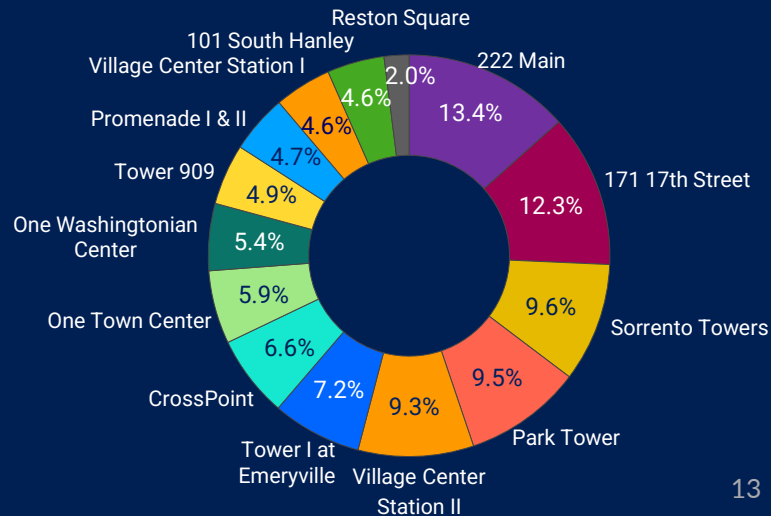 Reston Square
101 South Hanley
222 Main
Village Center Station I
2.0%
4.6%
13.4%
Promenade I & II
4.6%
4.7%
Tower 909
171 17th Street
4.9%
12.3%
One Washingtonian
Center
5.4%
5.9%
9.6%
One Town Center
Sorrento Towers
6.6%
9.5%
7.2%
9.3%
CrossPoint
Park Tower
Tower I at
Emeryville
Village Center
Station II
13